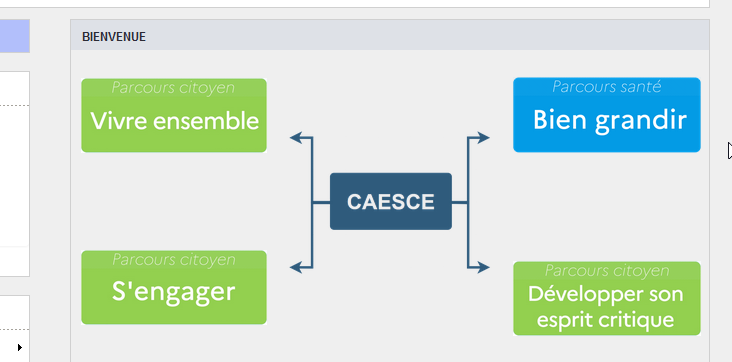 BIENVENUE
Parcours citoyen
Vivre ensemble
Parcours santé
Bien grandir
CAESCE
Parcours citoyen
S'engager
Parcours citoyen
Développer son
esprit critique